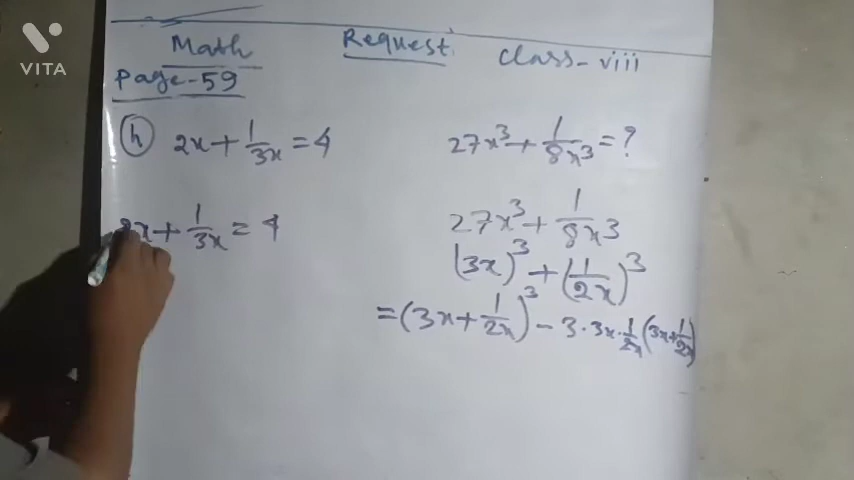 VITA
Math Request. Class- viii
page-59
(h) 2x + 1/3x = 4 27x³ + 1/8x³ = ?
2x + 1/3x = 4 27x³ + 1/8x³
(3x)³ + (1/2x)³
= (3x + 1/2x)³ - 3·3x·1/2x (3x + 1/2x)